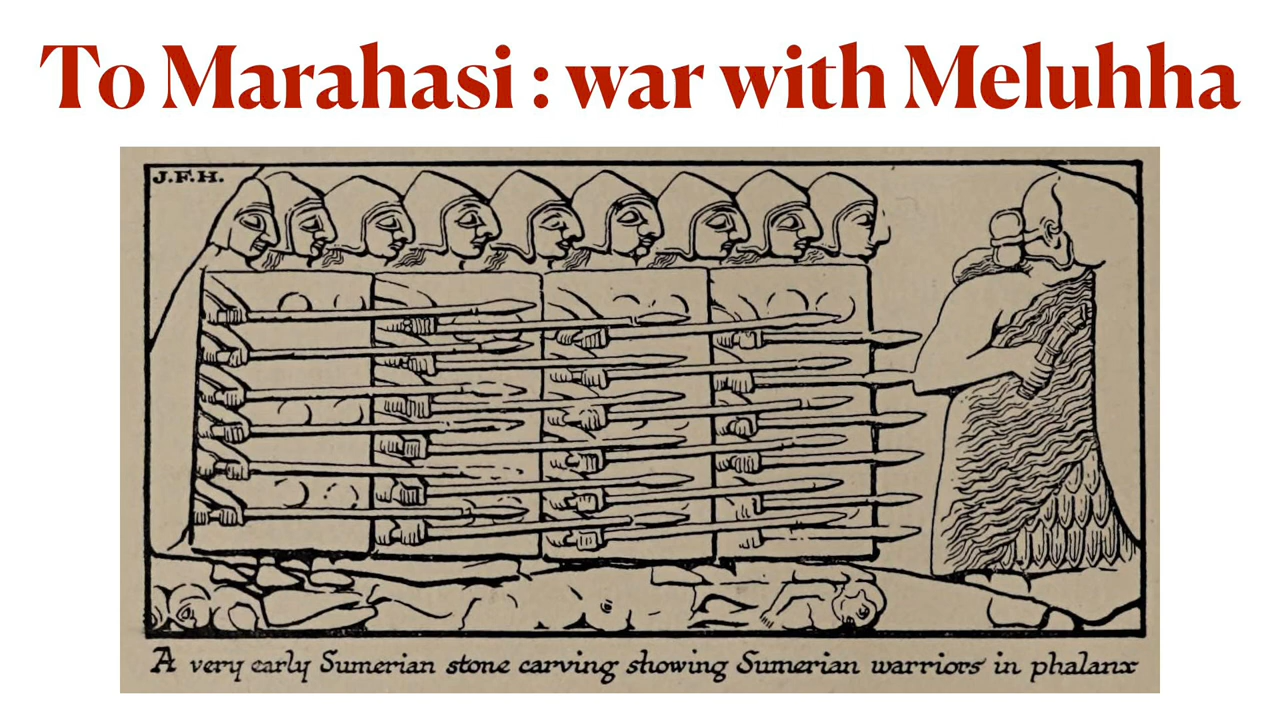 To Marahasi : war with Meluhha
J.F.H.
A very early Sumerian stone carving showing Sumerian warriors in phalanx